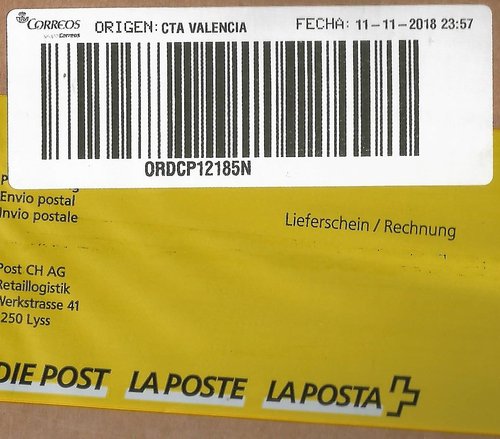 CORREOS ORIGEN: CTA VALENCIA FECHA: 11-11-2018 23:57
ORDCP12185N
Envio postal
Invio postale
Lieferschein / Rechnung
Post CH AG
Retaillogistik
Werkstrasse 41
250 Lyss
DIE POST LA POSTE LA POSTA